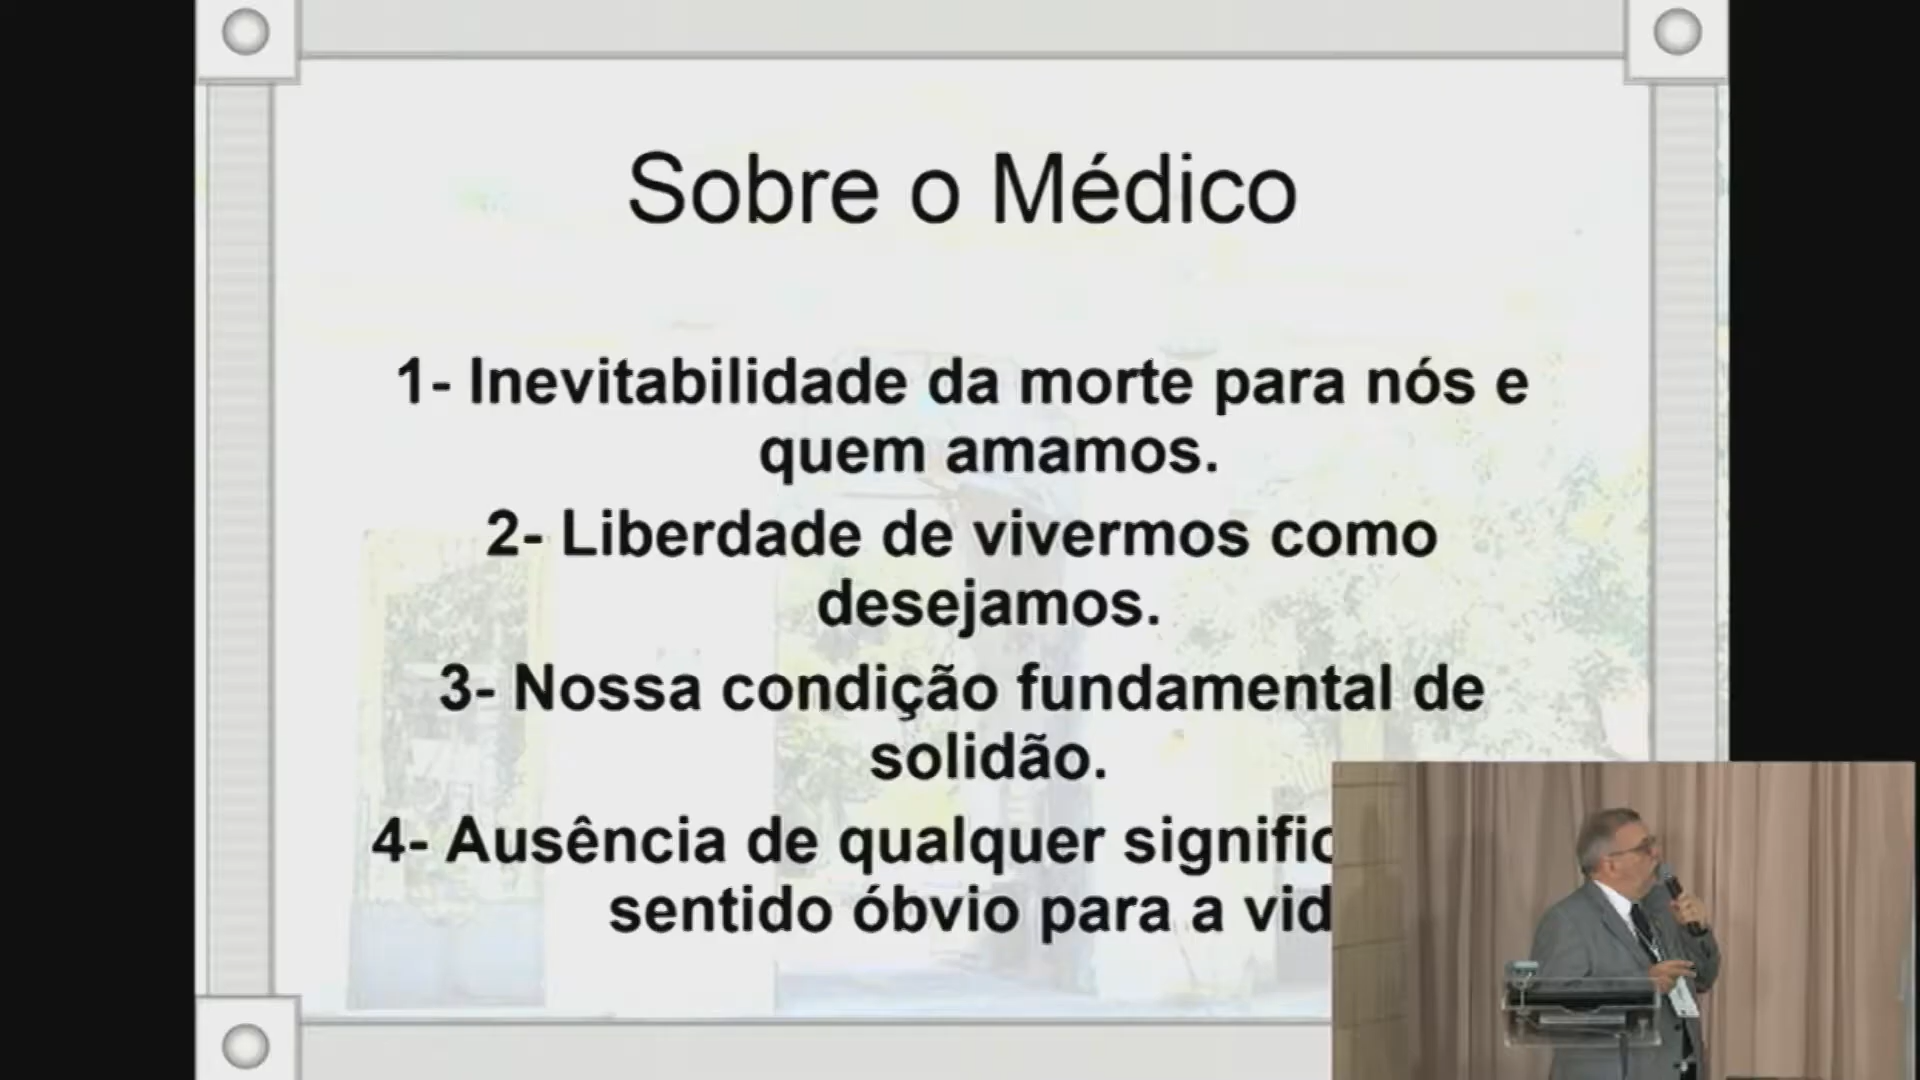 Sobre o Médico
1- Inevitabilidade da morte para nós e
quem amamos.
2- Liberdade de vivermos como
desejamos.
3- Nossa condição fundamental de
solidão.
4- Ausência de qualquer
sentido óbvio para a